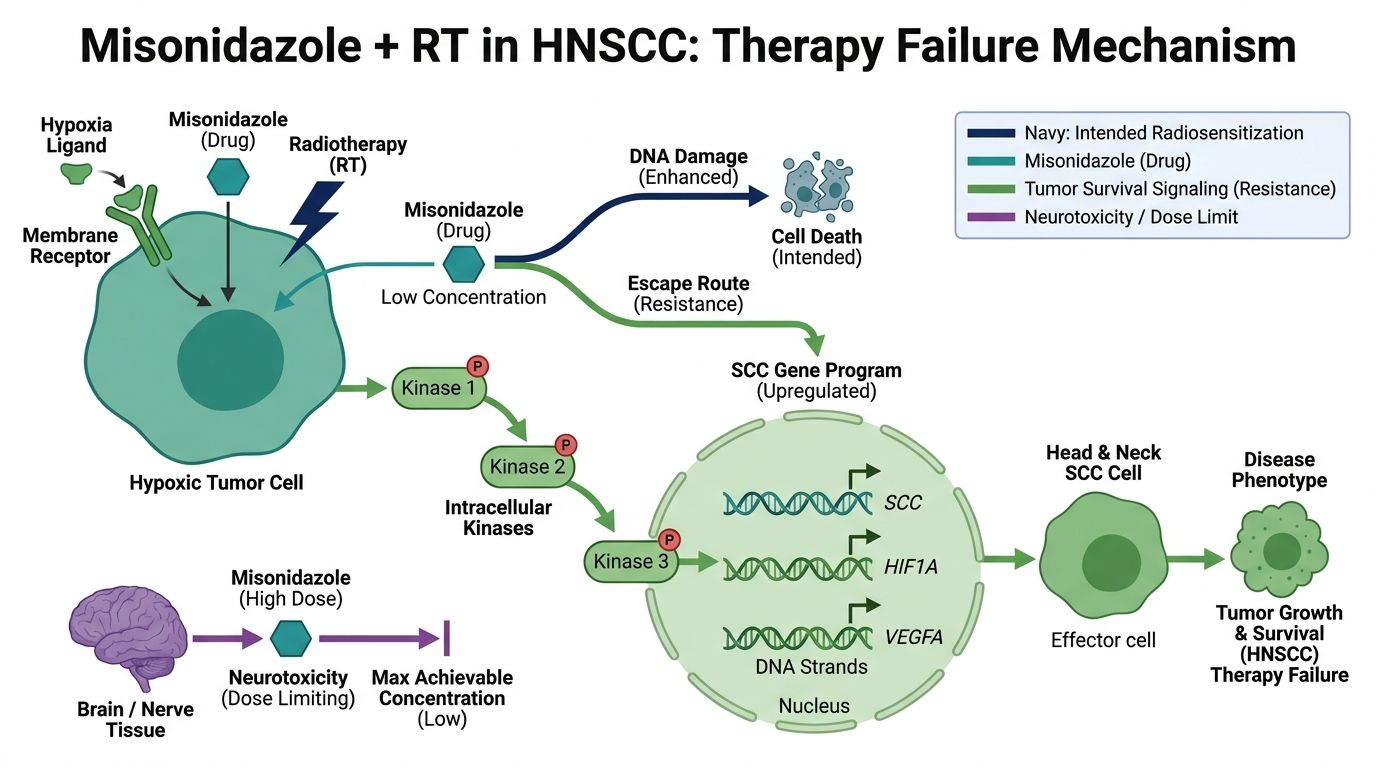 Misonidazole + RT in HNSCC: Therapy Failure Mechanism
Hypoxia
Ligand
Misonidazole
(Drug)
Radiotherapy
(RT)
Membrane
Receptor
Hypoxic Tumor Cell
Misonidazole
(Drug)
Low Concentration
DNA Damage
(Enhanced)
Cell Death
(Intended)
Escape Route
(Resistance)
Navy: Intended Radiosensitization
Misonidazole (Drug)
Tumor Survival Signaling (Resistance)
Neurotoxicity / Dose Limit
SCC Gene Program
(Upregulated)
Kinase 1
P
Kinase 2
P
Intracellular
Kinases
Kinase 3
P
SCC
HIF1A
VEGFA
DNA Strands
Nucleus
Head & Neck
SCC Cell
Effector cell
Disease
Phenotype
Tumor Growth
& Survival
(HNSCC)
Therapy Failure
Brain / Nerve
Tissue
Misonidazole
(High Dose)
Neurotoxicity
(Dose Limiting)
Max Achievable
Concentration
(Low)